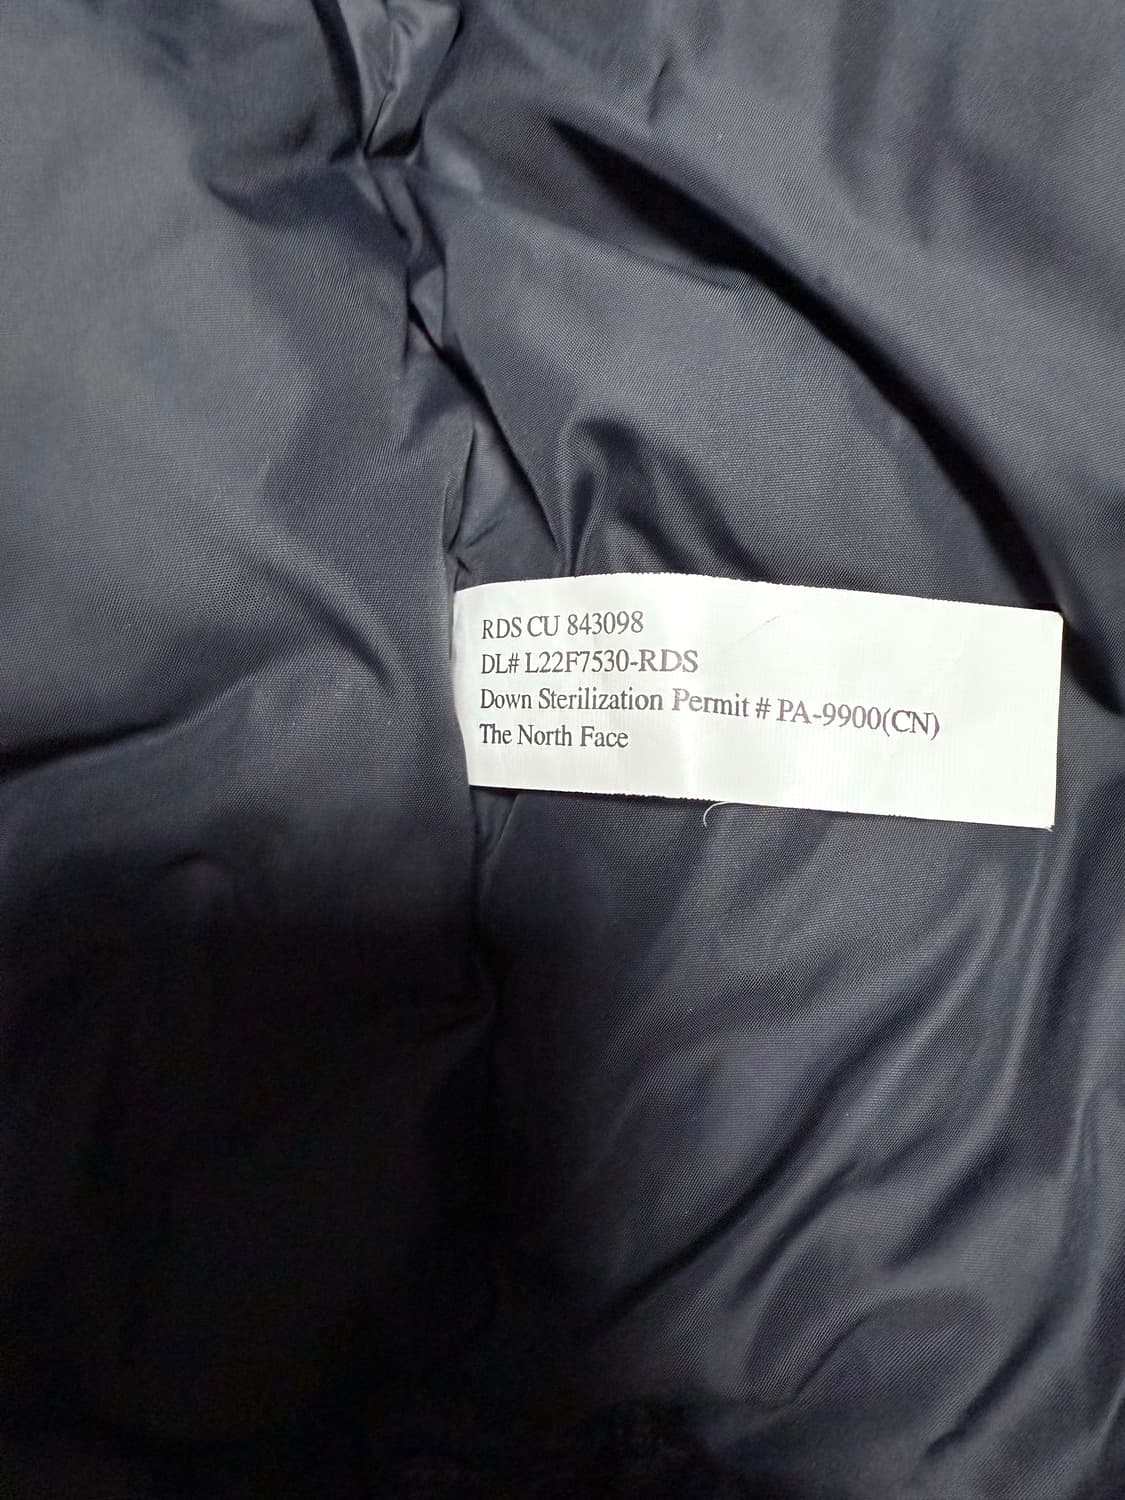 RDS CU 843098
DL# L22F7530-RDS
Down Sterilization Permit # PA-9900(CN)
The North Face